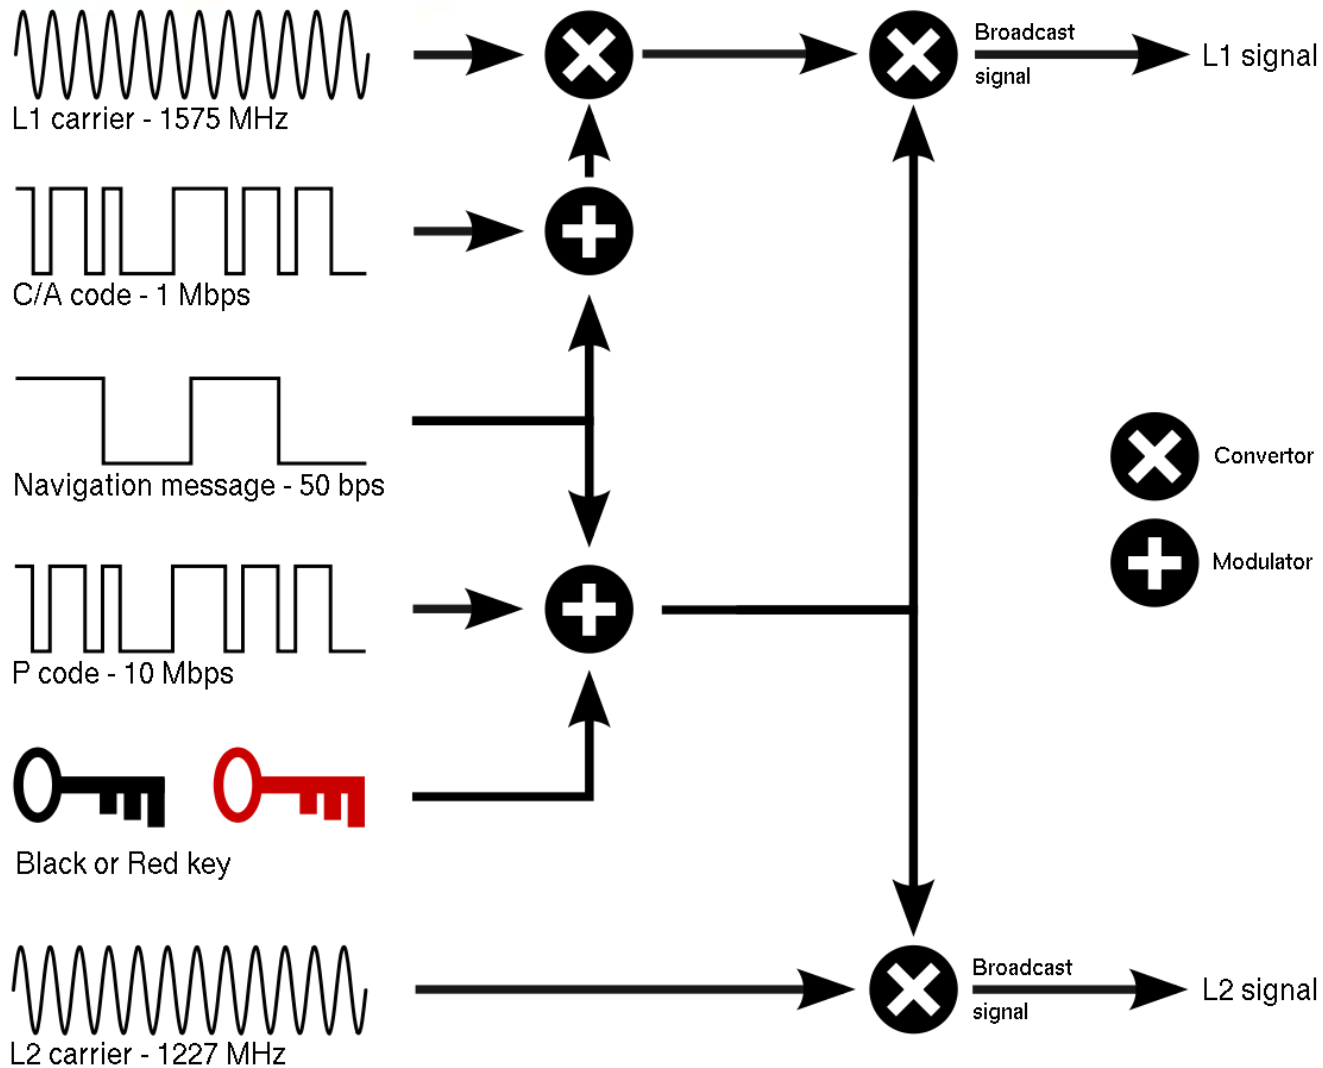 L1 carrier - 1575 MHz
Broadcast
signal
L1 signal
C/A code - 1 Mbps
Navigation message - 50 bps
Convertor
Modulator
P code - 10 Mbps
Black or Red key
L2 carrier - 1227 MHz
Broadcast
signal
L2 signal